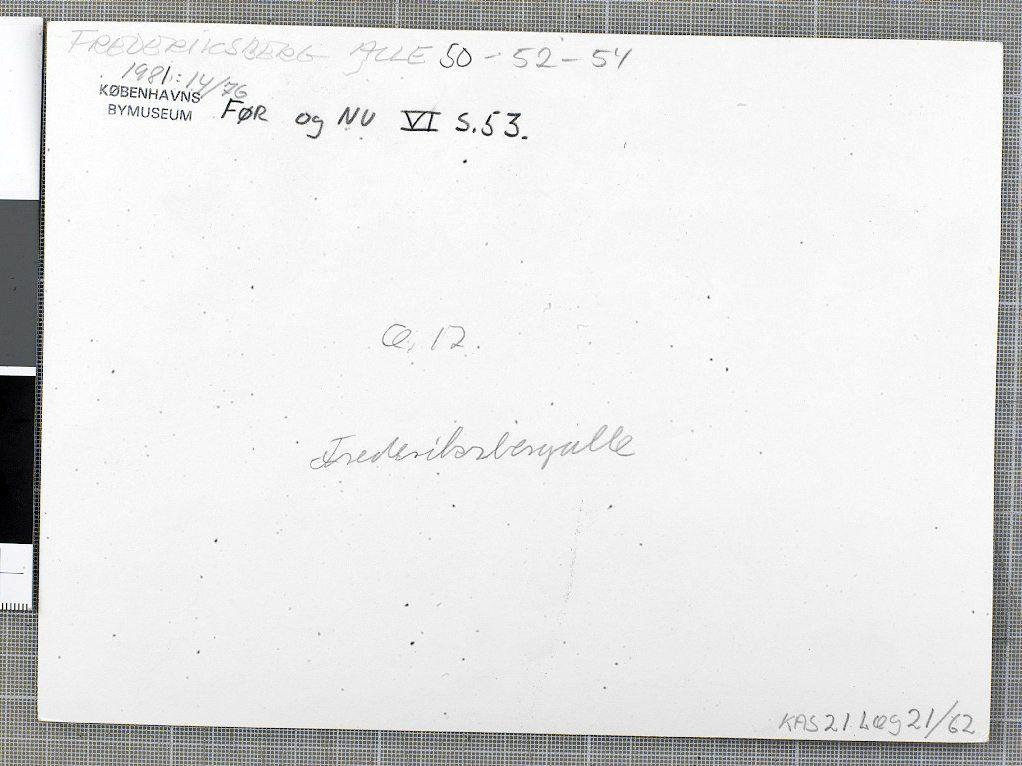 FREDERIKSBERG ALLE 50 - 52 - 54
1981:14/76
KØBENHAVNS
BYMUSEUM
FØR og NU VI S.53.
12.
Frederiksbergalle
KAS 21 Læg 21/62